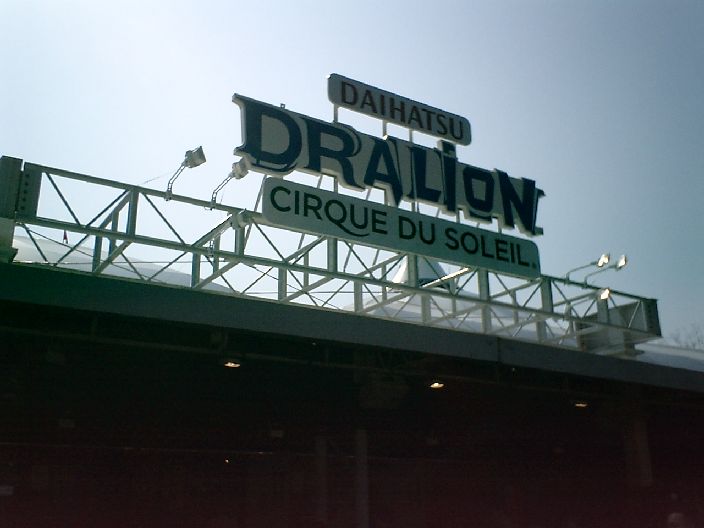 DAIHATSU
DRALION
CIRQUE DU SOLEIL.